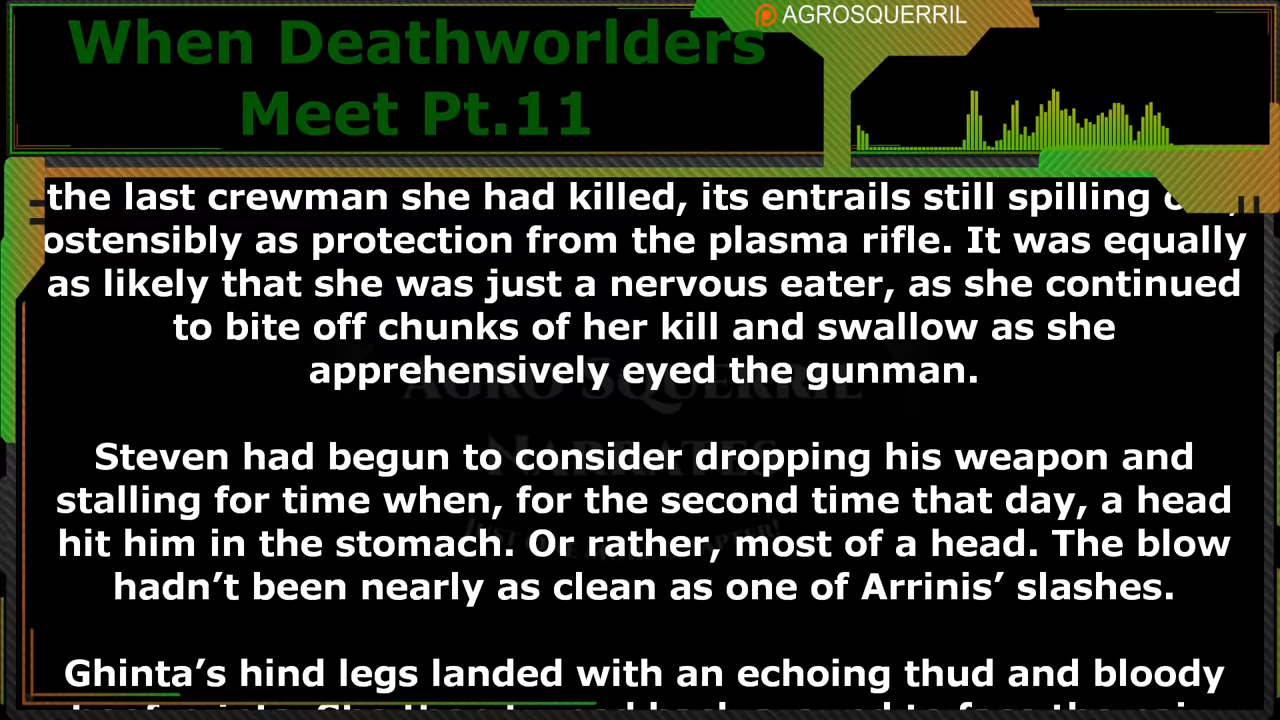 AGROSQUERRIL
When Deathworlders
Meet Pt.11
the last crewman she had killed, its entrails still spilling
ostensibly as protection from the plasma rifle. It was equally
as likely that she was just a nervous eater, as she continued
to bite off chunks of her kill and swallow as she
apprehensively eyed the gunman.
Steven had begun to consider dropping his weapon and
stalling for time when, for the second time that day, a head
hit him in the stomach. Or rather, most of a head. The blow
hadn’t been nearly as clean as one of Arrinis’ slashes.
Ghinta’s hind legs landed with an echoing thud and bloody
AGRO SQUERRIL
NARRATES